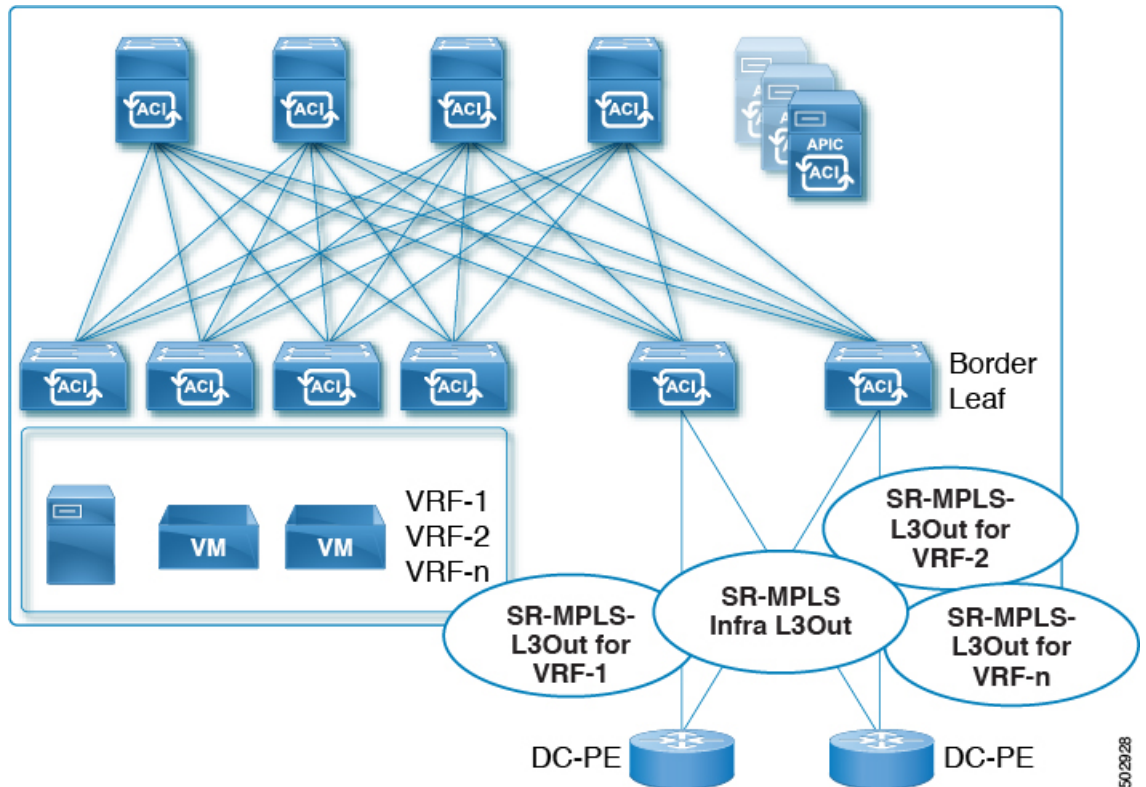 ACI
ACI
ACI
ACI
A
A
APIC
ACI
ACI
ACI
ACI
ACI
ACI
ACI
Border
Leaf
VM
VM
VRF-1
VRF-2
VRF-n
SR-MPLS-
L3Out for
VRF-2
SR-MPLS-
L3Out for
VRF-1
SR-MPLS
Infra L3Out
SR-MPLS-
L3Out for
VRF-n
DC-PE
DC-PE
502928